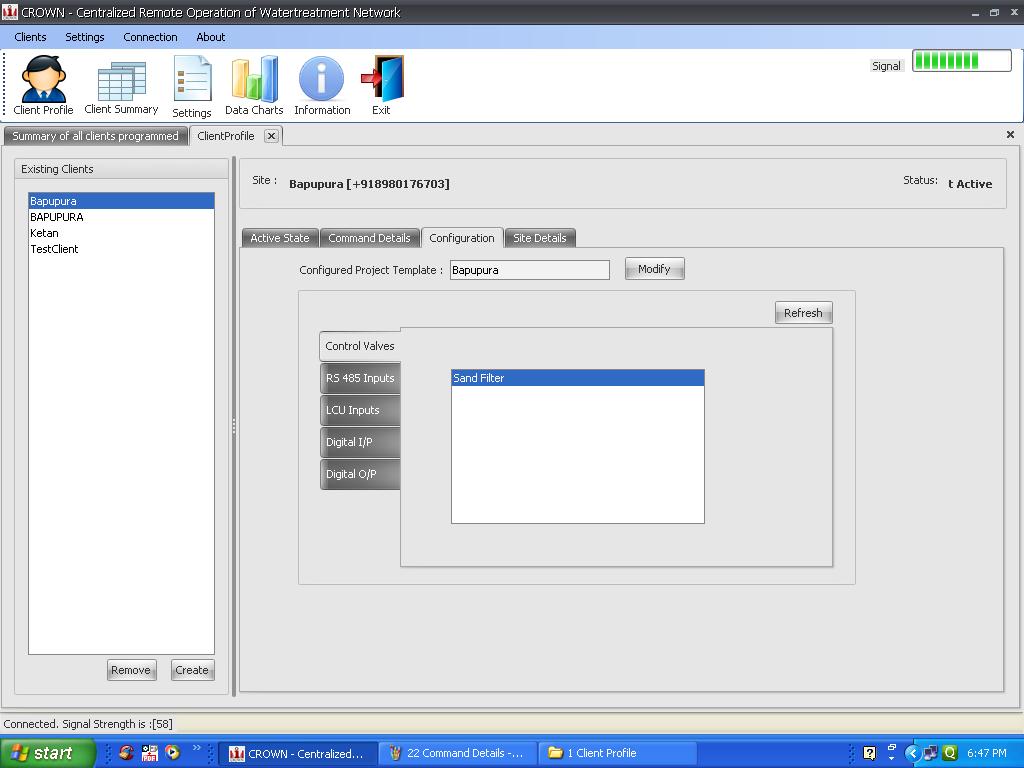 CROWN - Centralized Remote Operation of Watertreatment Network
Clients Settings Connection About
Client Profile Client Summary Settings Data Charts Information Exit
Signal
Summary of all clients programmed ClientProfile
Existing Clients
Bapupura
BAPUPURA
Ketan
TestClient
Remove Create
Site : Bapupura [+918980176703]
Status: t Active
Active State Command Details Configuration Site Details
Configured Project Template : Bapupura Modify
Refresh
Control Valves
RS 485 Inputs
LCU Inputs
Digital I/P
Digital O/P
Sand Filter
Connected. Signal Strength is :[58]
start CROWN - Centralized... 22 Command Details -... 1 Client Profile 6:47 PM